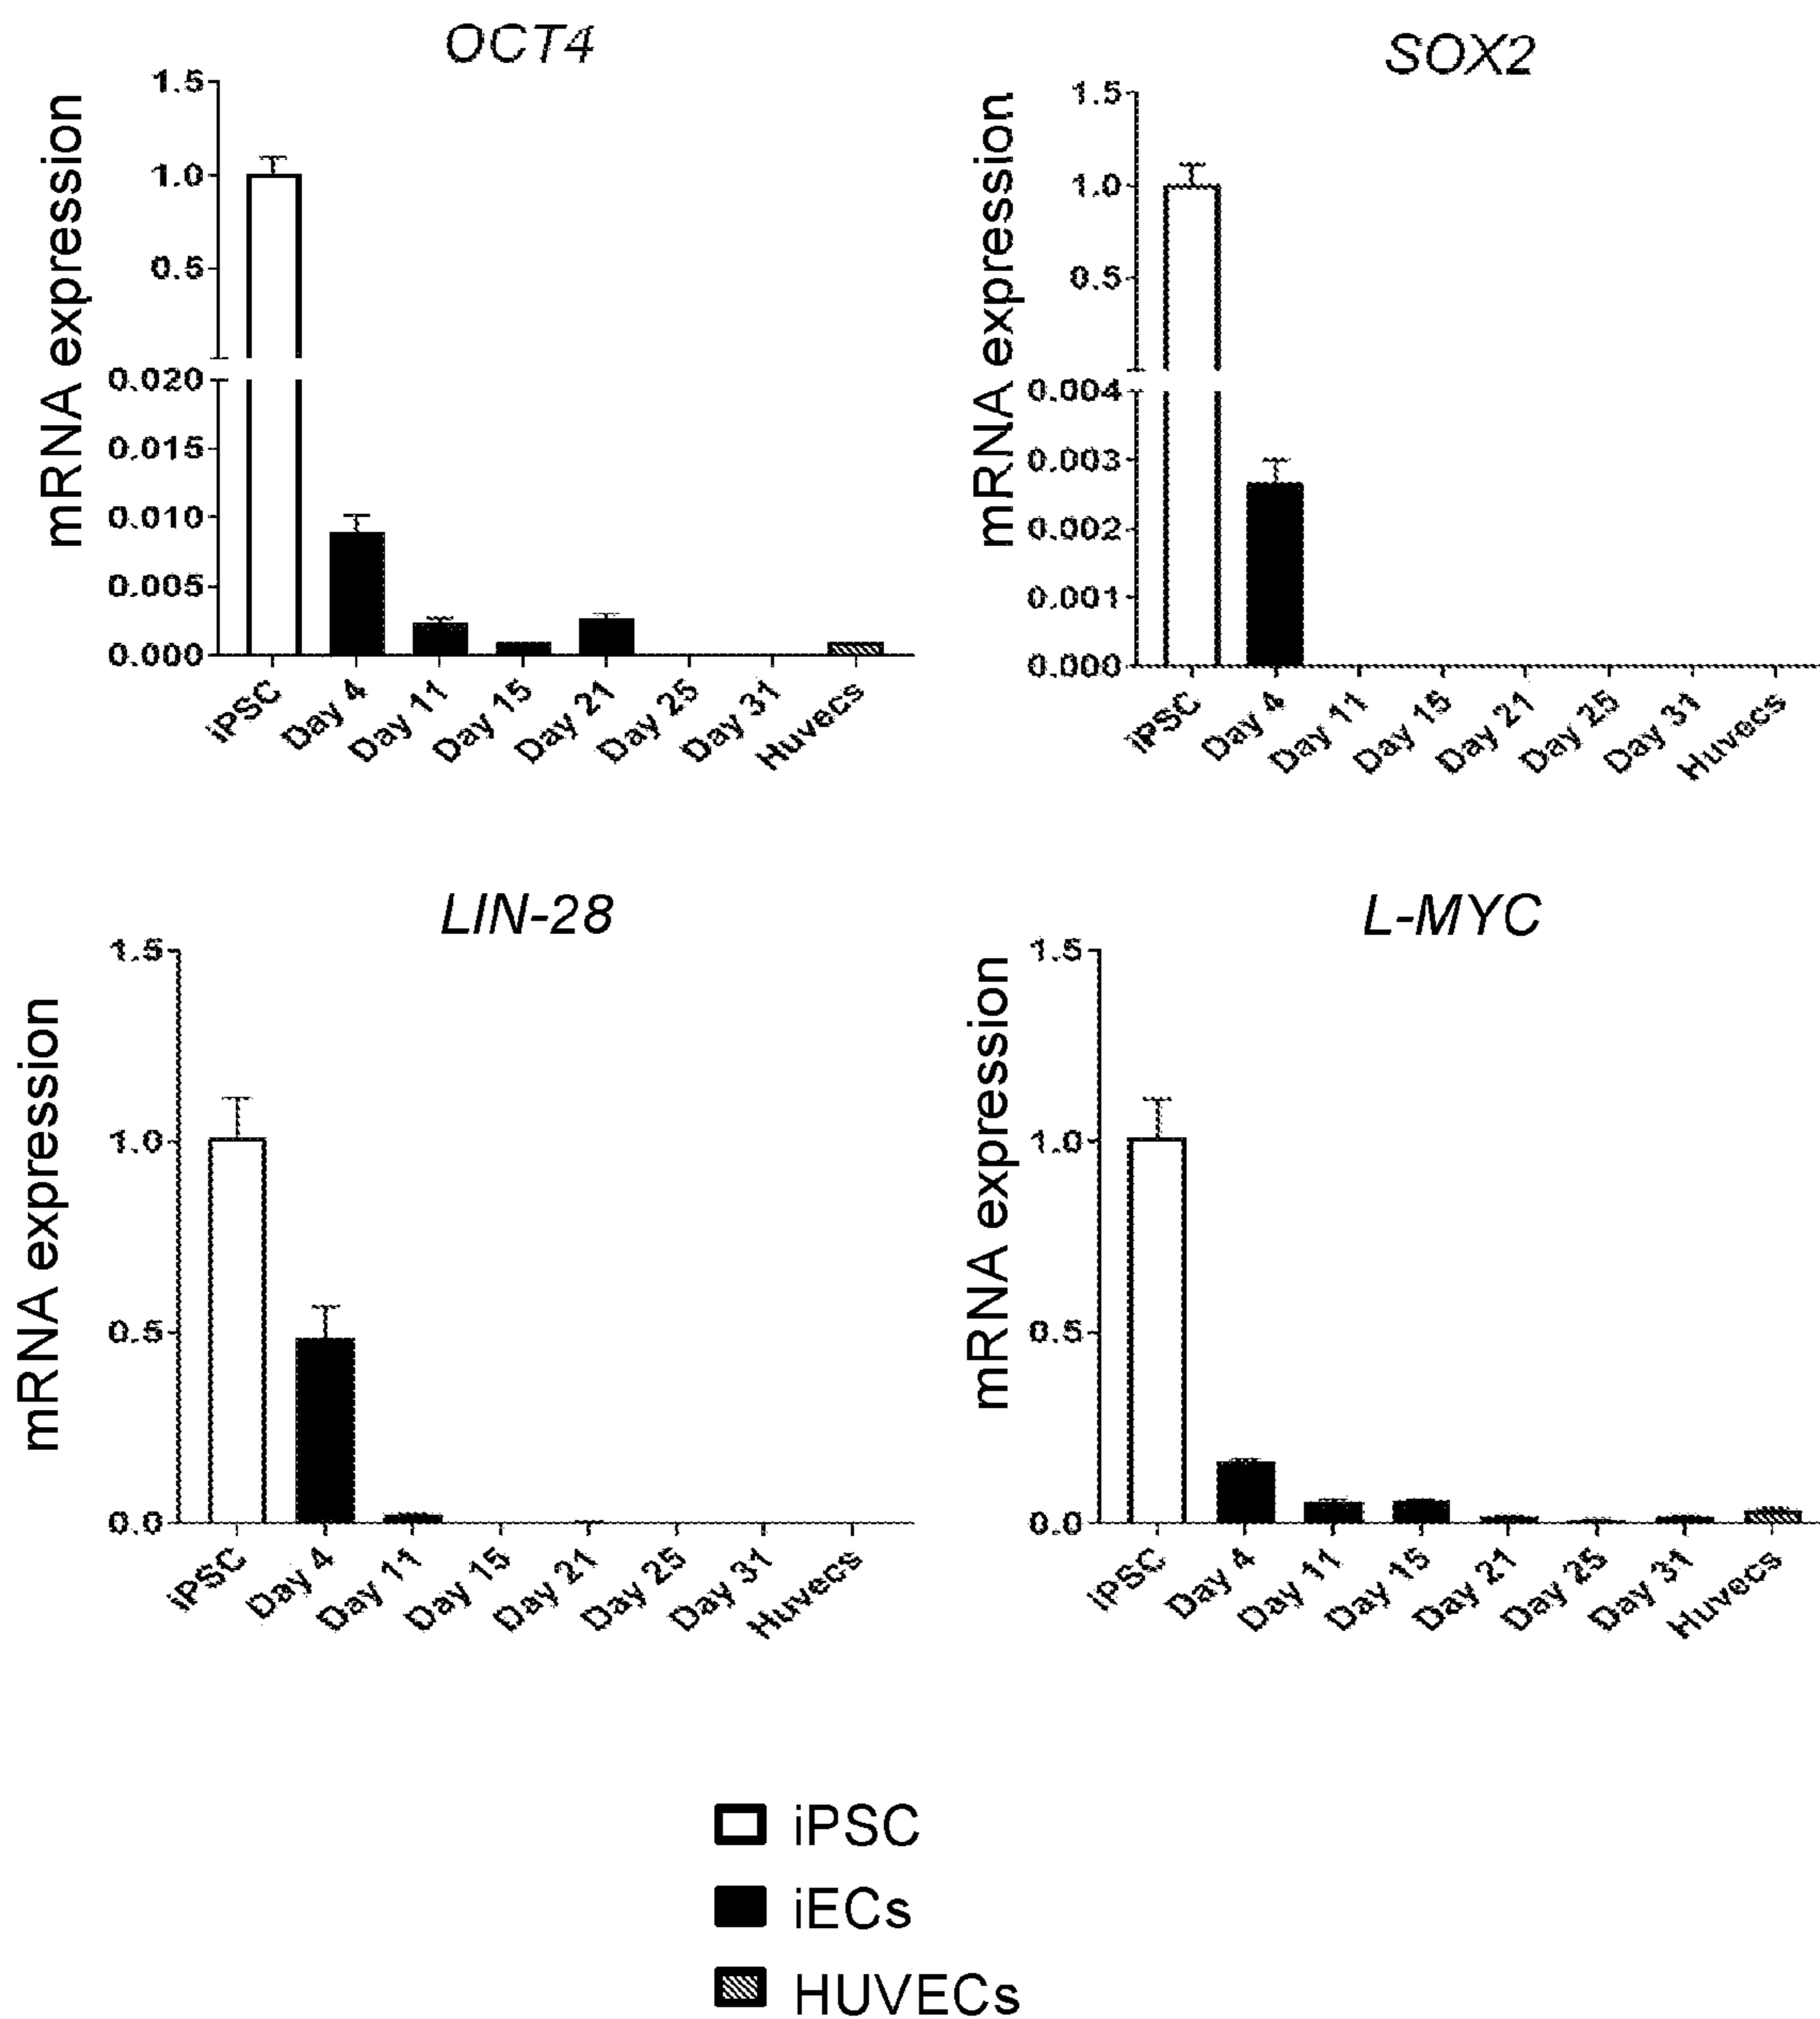 OCT4
mRNA expression
1.5
1.0
0.5
0.020
0.015
0.010
0.005
0.000
iPSC
Day 4
Day 11
Day 15
Day 21
Day 25
Day 31
Huvecs
SOX2
mRNA expression
1.5
1.0
0.5
0.004
0.003
0.002
0.001
0.000
iPSC
Day 4
Day 11
Day 15
Day 21
Day 25
Day 31
Huvecs
LIN-28
mRNA expression
1.5
1.0
0.5
0.0
iPSC
Day 4
Day 11
Day 15
Day 21
Day 25
Day 31
Huvecs
L-MYC
mRNA expression
1.5
1.0
0.5
0.0
iPSC
Day 4
Day 11
Day 15
Day 21
Day 25
Day 31
Huvecs
iPSC
iECs
HUVECs